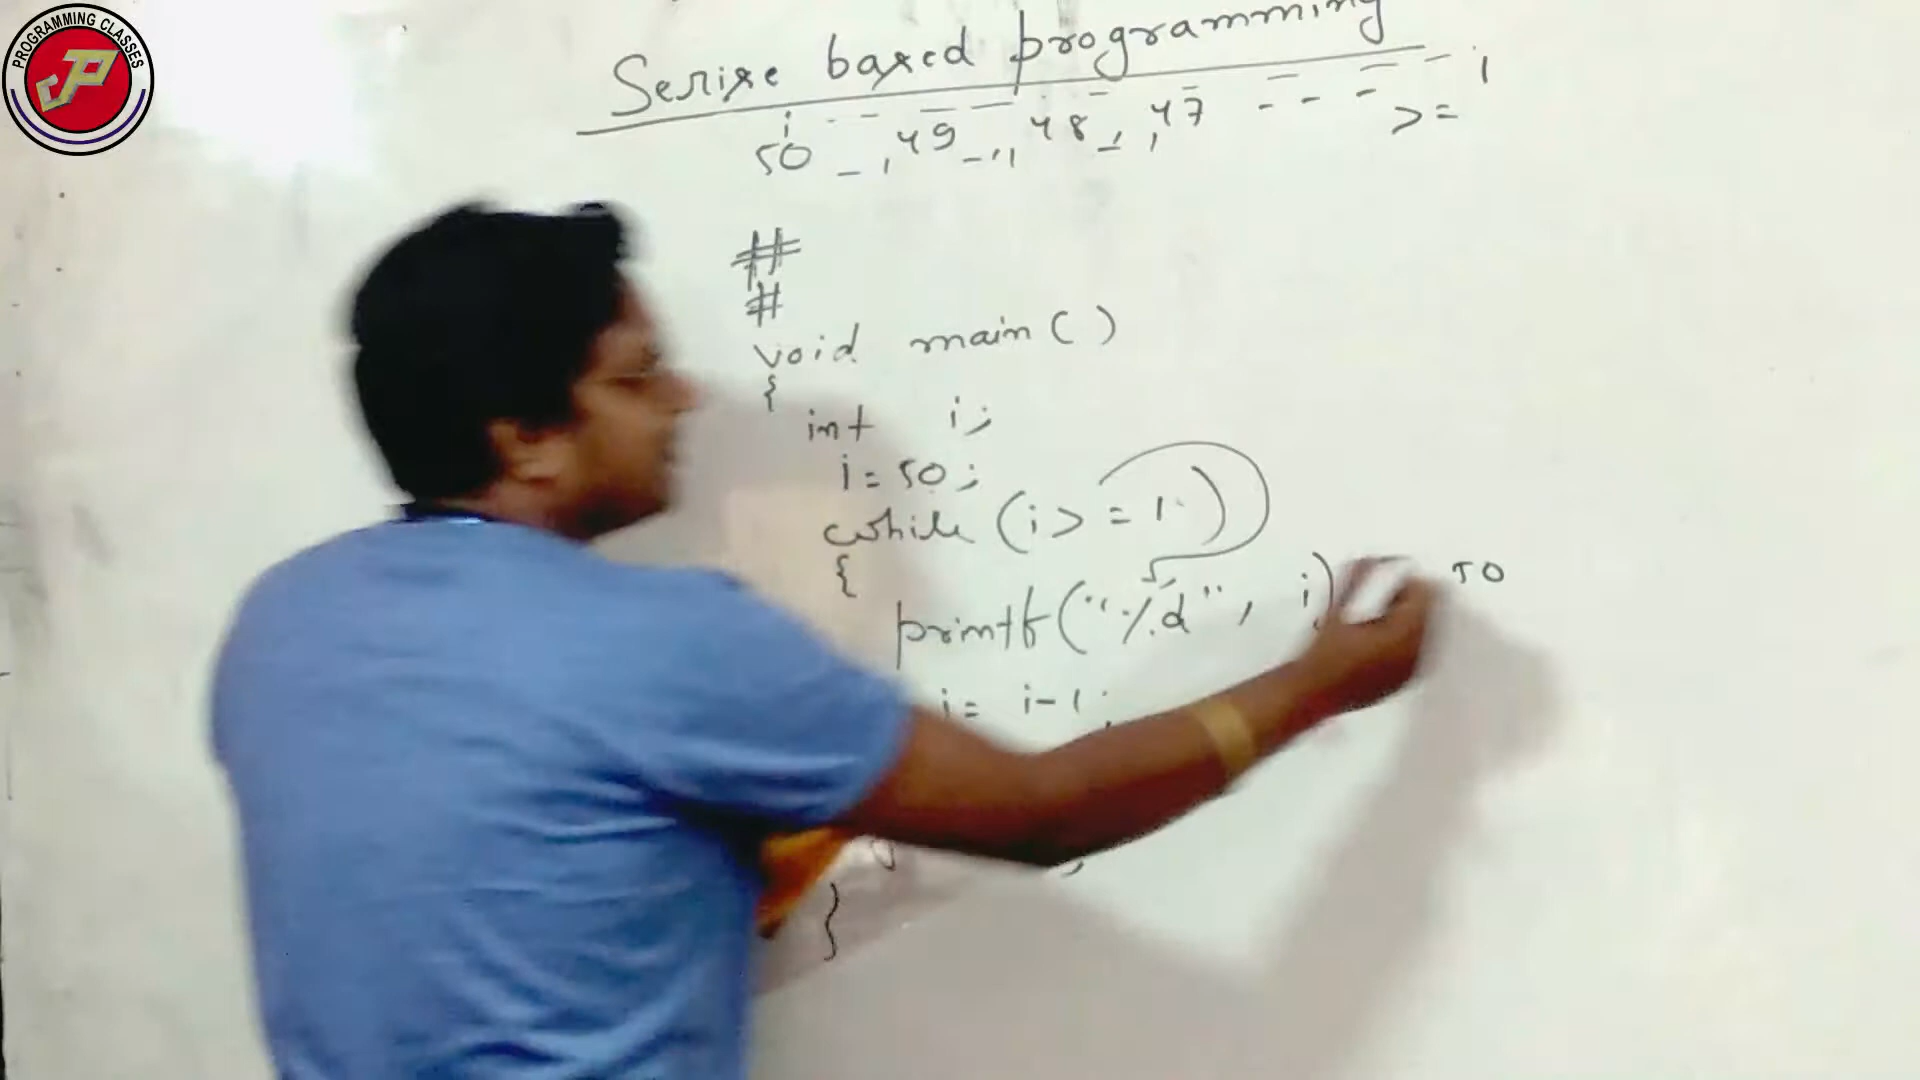 PROGRAMMING CLASSES
JP
Serise based programming
i
50 _, 49 _,, 48 _, 47 - - - >= 1
#
#
void main ( )
{
int i;
i = 50;
while (i > = 1)
{
printf("%d", i)
50
i = i-1;
}